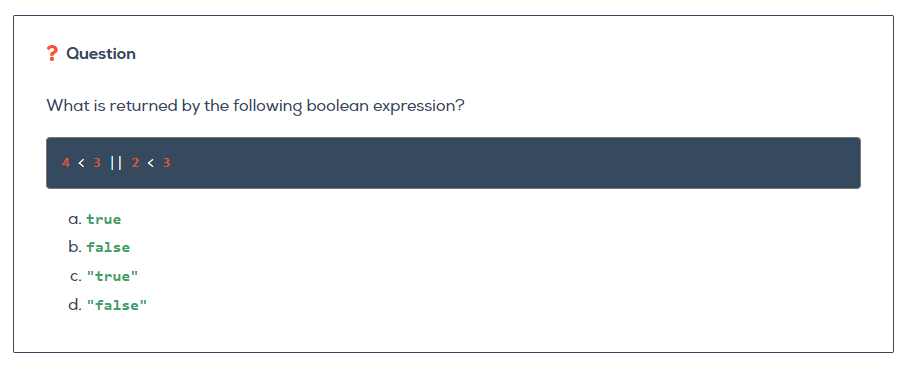 ? Question
What is returned by the following boolean expression?
4 < 3 || 2 < 3
a. true
b. false
c. "true"
d. "false"